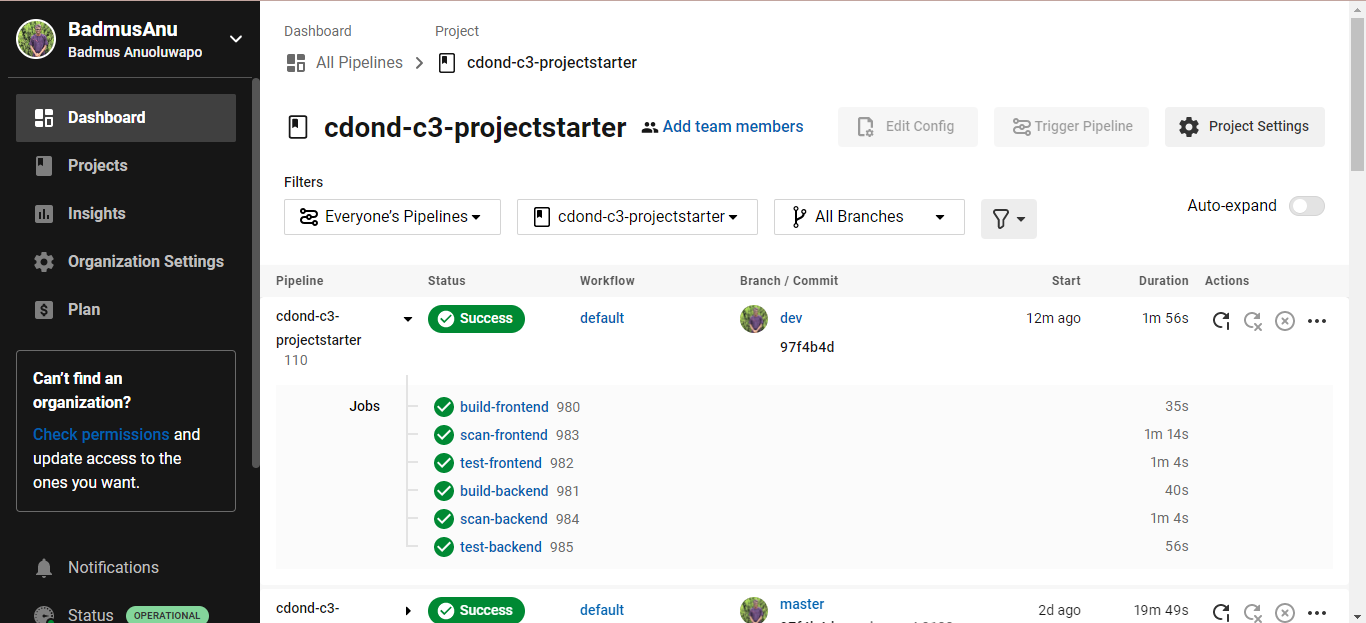 BadmusAnu
Badmus Anuoluwapo
Dashboard
Projects
Insights
Organization Settings
Plan
Can't find an
organization?
Check permissions and
update access to the
ones you want.
Notifications
Status OPERATIONAL
Dashboard Project
All Pipelines cdond-c3-projectstarter
cdond-c3-projectstarter Add team members Edit Config Trigger Pipeline Project Settings
Filters
Everyone's Pipelines cdond-c3-projectstarter All Branches Auto-expand
Pipeline Status Workflow Branch / Commit Start Duration Actions
cdond-c3-
projectstarter
110
Success default dev 12m ago 1m 56s
97f4b4d
Jobs
build-frontend 980 35s
scan-frontend 983 1m 14s
test-frontend 982 1m 4s
build-backend 981 40s
scan-backend 984 1m 4s
test-backend 985 56s
cdond-c3- Success default master 2d ago 19m 49s